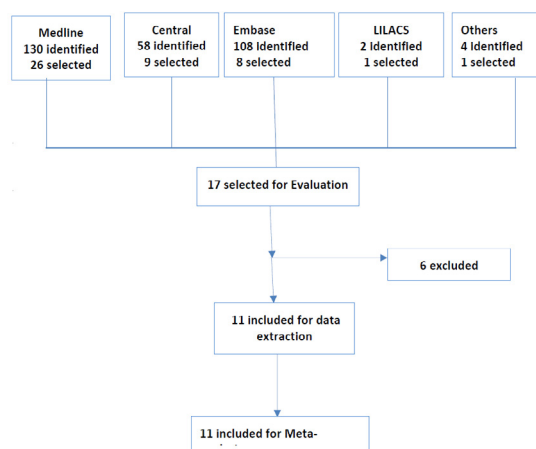 Medline
130 identified
26 selected
Central
58 identified
9 selected
Embase
108 identified
8 selected
LILACS
2 identified
1 selected
Others
4 identified
1 selected
17 selected for Evaluation
6 excluded
11 included for data
extraction
11 included for Meta-